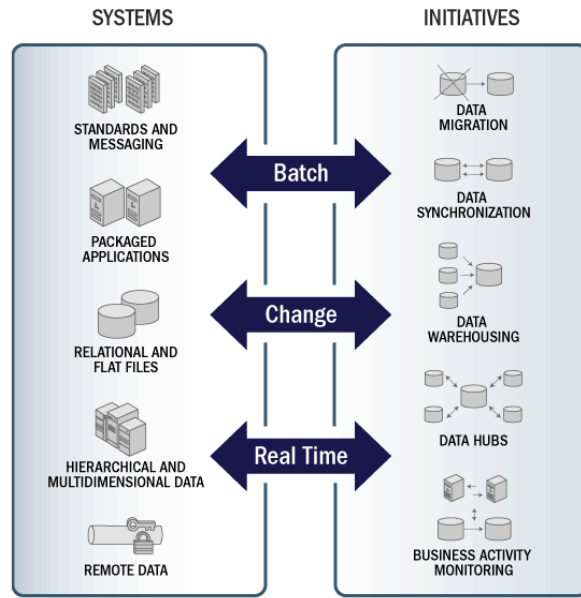 SYSTEMS
STANDARDS AND
MESSAGING
PACKAGED
APPLICATIONS
RELATIONAL AND
FLAT FILES
HIERARCHICAL AND
MULTIDIMENSIONAL DATA
REMOTE DATA
Batch
Change
Real Time
INITIATIVES
DATA
MIGRATION
DATA
SYNCHRONIZATION
DATA
WAREHOUSING
DATA HUBS
BUSINESS ACTIVITY
MONITORING